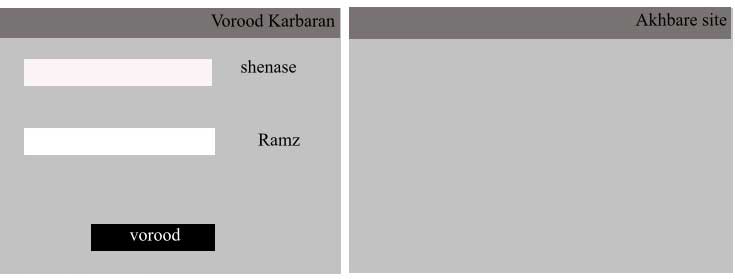 Vorood Karbaran
shenase
Ramz
vorood
Akhbare site